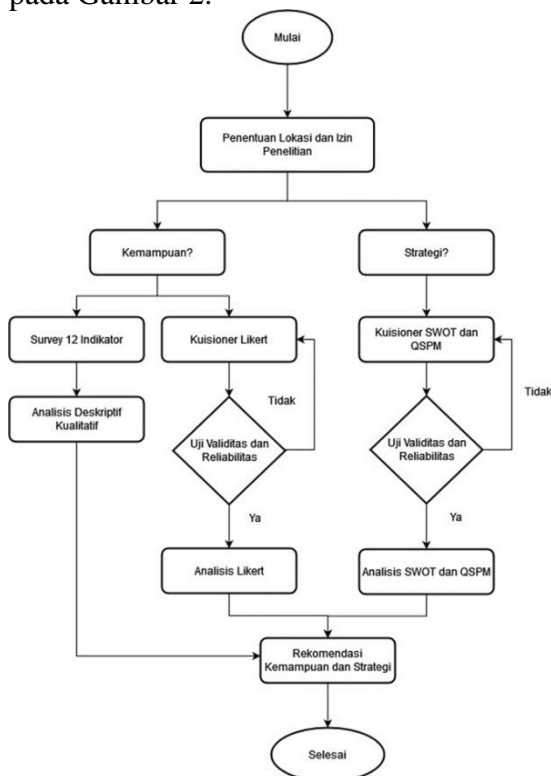 pada Gambar 2.
Mulai
Penentuan Lokasi dan Izin
Penelitian
Kemampuan?
Strategi?
Survey 12 Indikator
Kuisioner Likert
Kuisioner SWOT dan
QSPM
Tidak
Tidak
Analisis Deskriptif
Kualitatif
Uji Validitas dan
Reliabilitas
Uji Validitas dan
Reliabilitas
Ya
Ya
Analisis Likert
Analisis SWOT dan QSPM
Rekomendasi
Kemampuan dan Strategi
Selesai